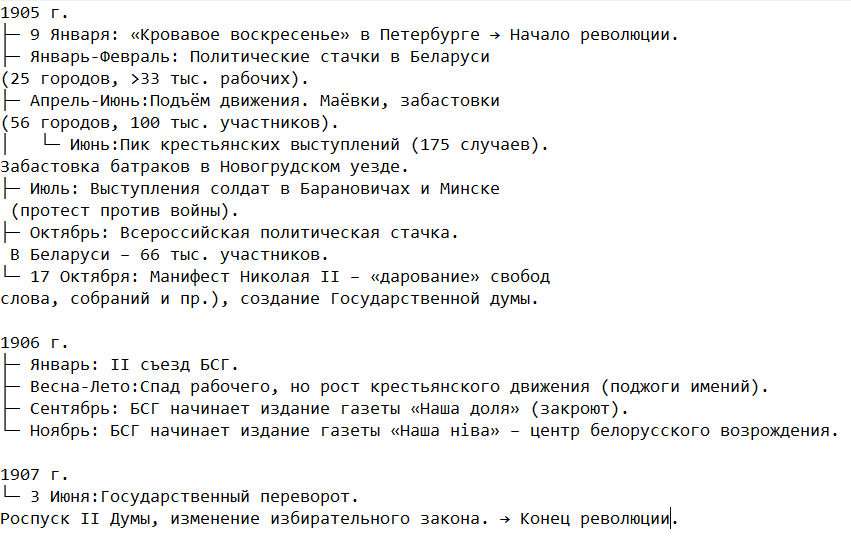 1905 г.
├─ 9 Января: «Кровавое воскресенье» в Петербурге → Начало революции.
├─ Январь-Февраль: Политические стачки в Беларуси
(25 городов, >33 тыс. рабочих).
├─ Апрель-Июнь:Подъём движения. Маёвки, забастовки
(56 городов, 100 тыс. участников).
│   └─ Июнь:Пик крестьянских выступлений (175 случаев).
Забастовка батраков в Новогрудском уезде.
├─ Июль: Выступления солдат в Барановичах и Минске
 (протест против войны).
├─ Октябрь: Всероссийская политическая стачка.
 В Беларуси – 66 тыс. участников.
└─ 17 Октября: Манифест Николая II – «дарование» свобод
слова, собраний и пр.), создание Государственной думы.

1906 г.
├─ Январь: II съезд БСГ.
├─ Весна-Лето:Спад рабочего, но рост крестьянского движения (поджоги имений).
├─ Сентябрь: БСГ начинает издание газеты «Наша доля» (закроют).
└─ Ноябрь: БСГ начинает издание газеты «Наша нiва» – центр белорусского возрождения.

1907 г.
└─ 3 Июня:Государственный переворот.
Роспуск II Думы, изменение избирательного закона. → Конец революции.